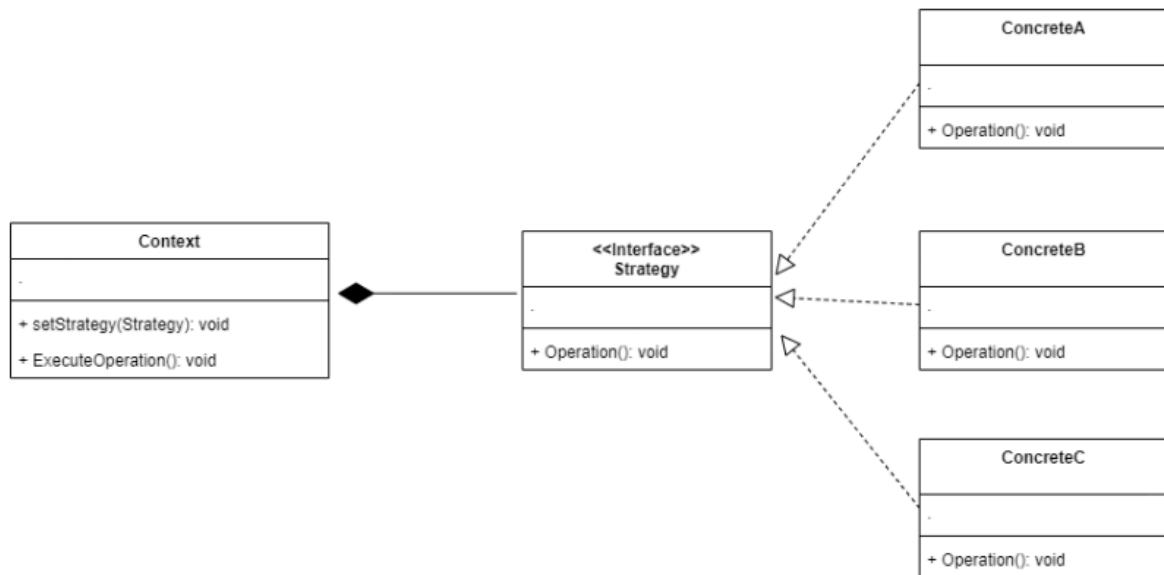 Context
-
+ setStrategy(Strategy): void
+ ExecuteOperation(): void
<<Interface>>
Strategy
-
+ Operation(): void
ConcreteA
-
+ Operation(): void
ConcreteB
-
+ Operation(): void
ConcreteC
-
+ Operation(): void